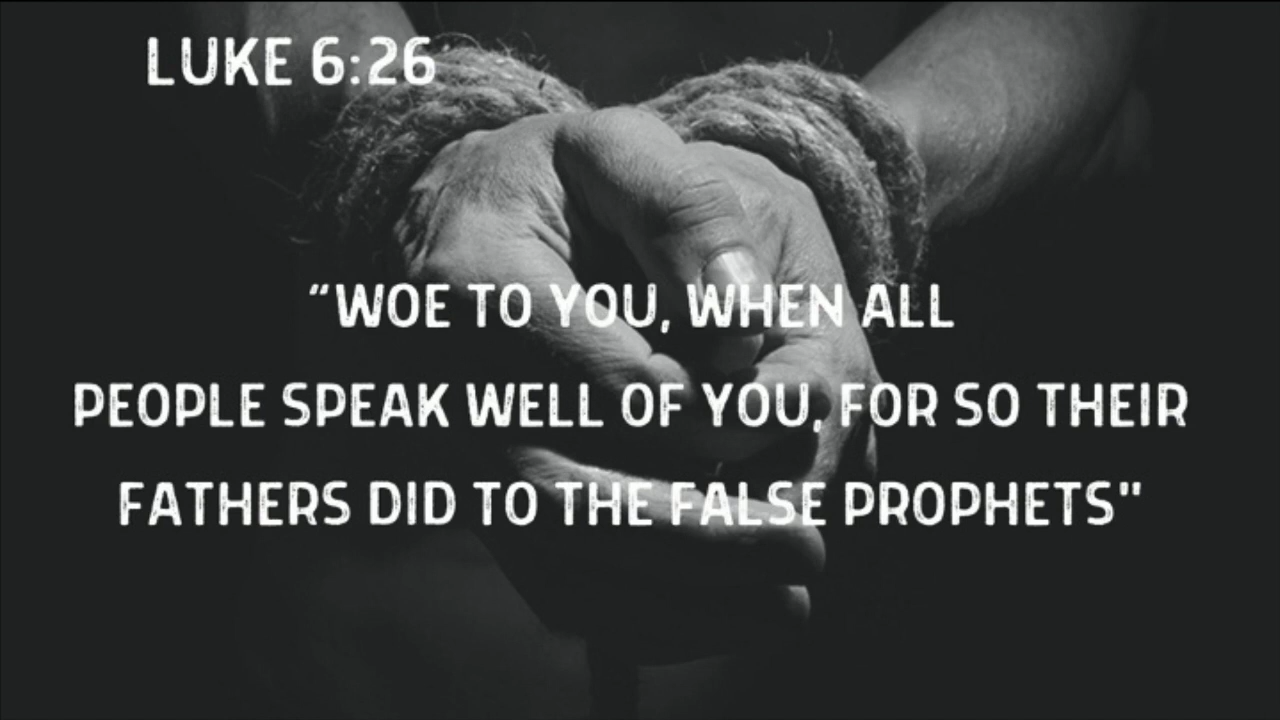 LUKE 6:26
“WOE TO YOU, WHEN ALL
PEOPLE SPEAK WELL OF YOU, FOR SO THEIR
FATHERS DID TO THE FALSE PROPHETS"